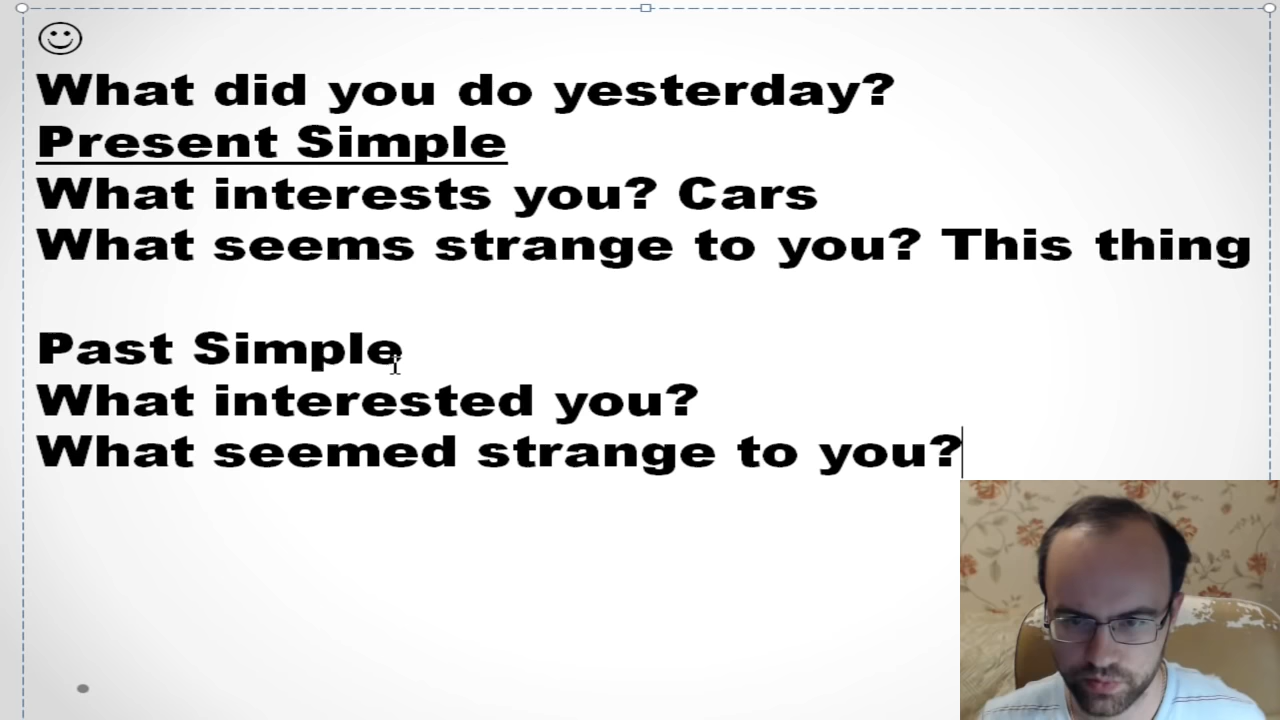 What did you do yesterday?
Present Simple
What interests you? Cars
What seems strange to you? This thing
Past Simple
What interested you?
What seemed strange to you?